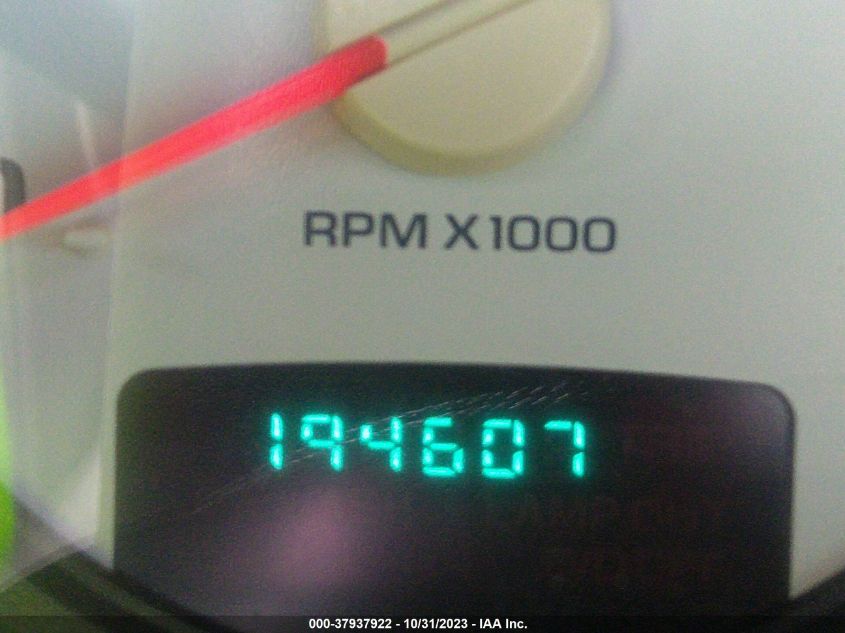 RPM X1000
194607
000-37937922 - 10/31/2023 - IAA Inc.